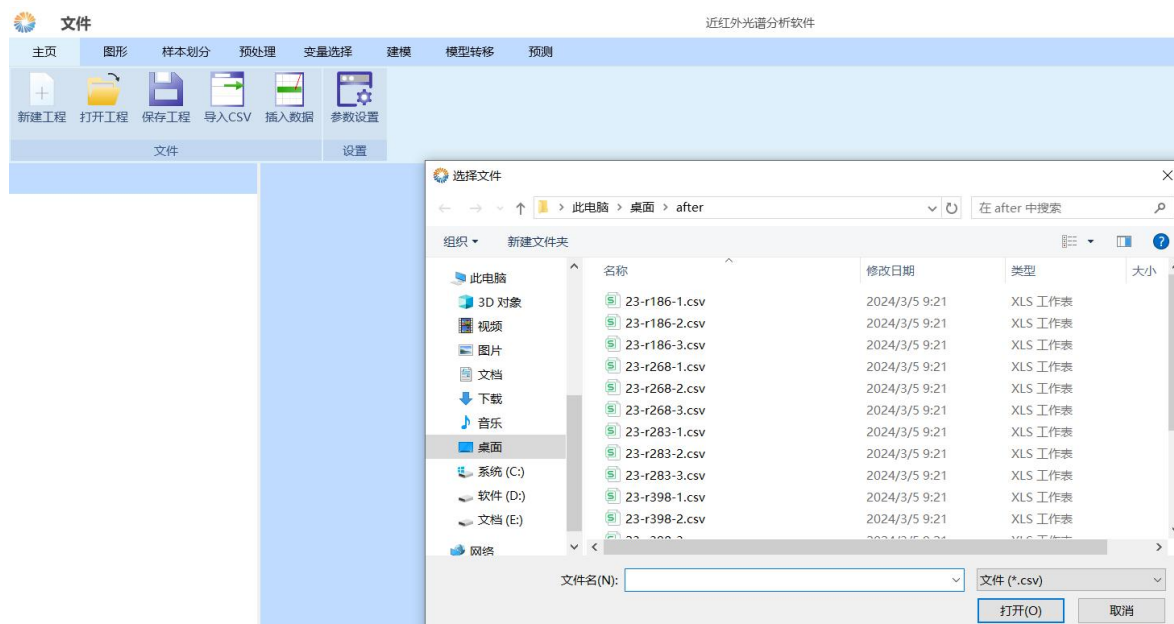 文件
近红外光谱分析软件
主页 图形 样本划分 预处理 变量选择 建模 模型转移 预测
新建工程 打开工程 保存工程 导入CSV 插入数据 参数设置
文件 设置
选择文件
此电脑 > 桌面 > after
在 after 中搜索
组织 新建文件夹
名称 修改日期 类型 大小
此电脑
3D 对象
视频
图片
文档
下载
音乐
桌面
系统 (C:)
软件 (D:)
文档 (E:)
网络
23-r186-1.csv 2024/3/5 9:21 XLS 工作表
23-r186-2.csv 2024/3/5 9:21 XLS 工作表
23-r186-3.csv 2024/3/5 9:21 XLS 工作表
23-r268-1.csv 2024/3/5 9:21 XLS 工作表
23-r268-2.csv 2024/3/5 9:21 XLS 工作表
23-r268-3.csv 2024/3/5 9:21 XLS 工作表
23-r283-1.csv 2024/3/5 9:21 XLS 工作表
23-r283-2.csv 2024/3/5 9:21 XLS 工作表
23-r283-3.csv 2024/3/5 9:21 XLS 工作表
23-r398-1.csv 2024/3/5 9:21 XLS 工作表
23-r398-2.csv 2024/3/5 9:21 XLS 工作表
文件名(N): 文件 (*.csv)
打开(O) 取消